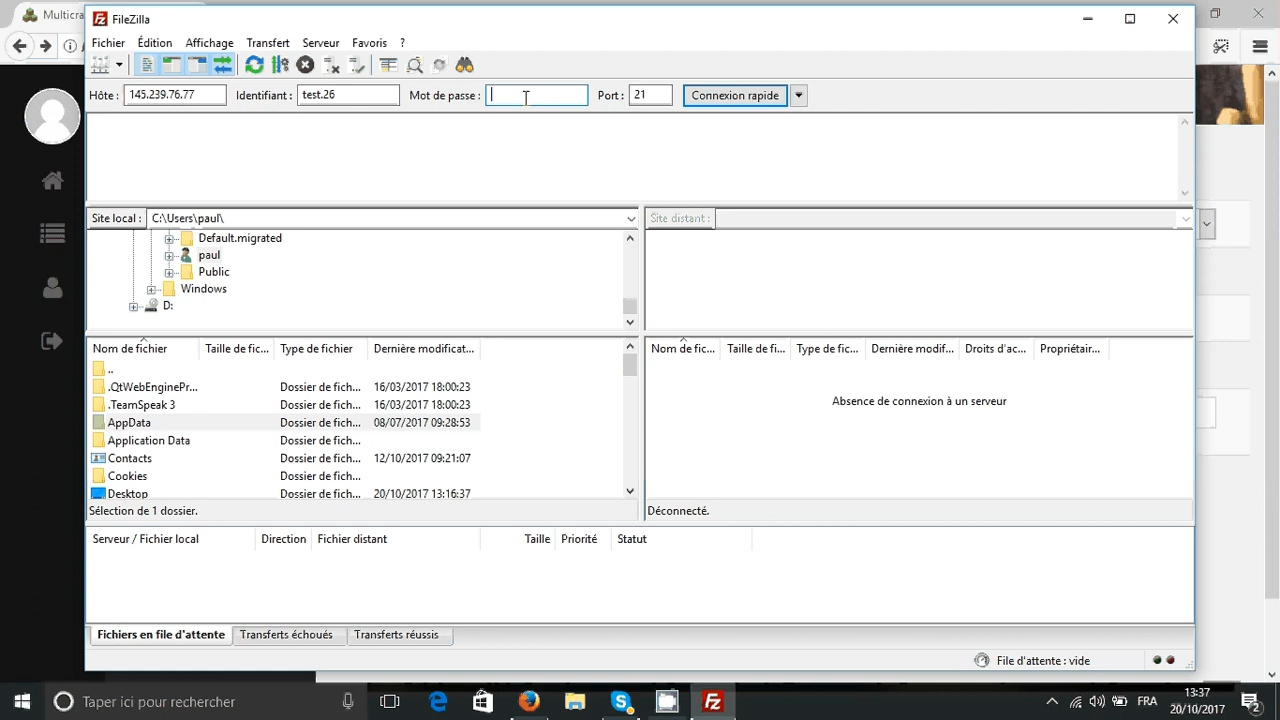 Multicra
FileZilla
Fichier Édition Affichage Transfert Serveur Favoris ?
Hôte : 145.239.76.77 Identifiant : test.26 Mot de passe : Port : 21 Connexion rapide
Site local : C:\Users\paul\
Site distant :
Default.migrated
paul
Public
Windows
D:
Nom de fichier Taille de fic... Type de fichier Dernière modificat...
..
.QtWebEnginePr... Dossier de fich... 16/03/2017 18:00:23
.TeamSpeak 3 Dossier de fich... 16/03/2017 18:00:23
AppData Dossier de fich... 08/07/2017 09:28:53
Application Data Dossier de fich...
Contacts Dossier de fich... 12/10/2017 09:21:07
Cookies Dossier de fich...
Desktop Dossier de fich... 20/10/2017 13:16:37
Sélection de 1 dossier.
Nom de fic... Taille de fi... Type de fic... Dernière modif... Droits d'ac... Propriétair...
Absence de connexion à un serveur
Déconnecté.
Serveur / Fichier local Direction Fichier distant Taille Priorité Statut
Fichiers en file d'attente Transferts échoués Transferts réussis
File d'attente : vide
Taper ici pour rechercher
FRA
13:37
20/10/2017
2